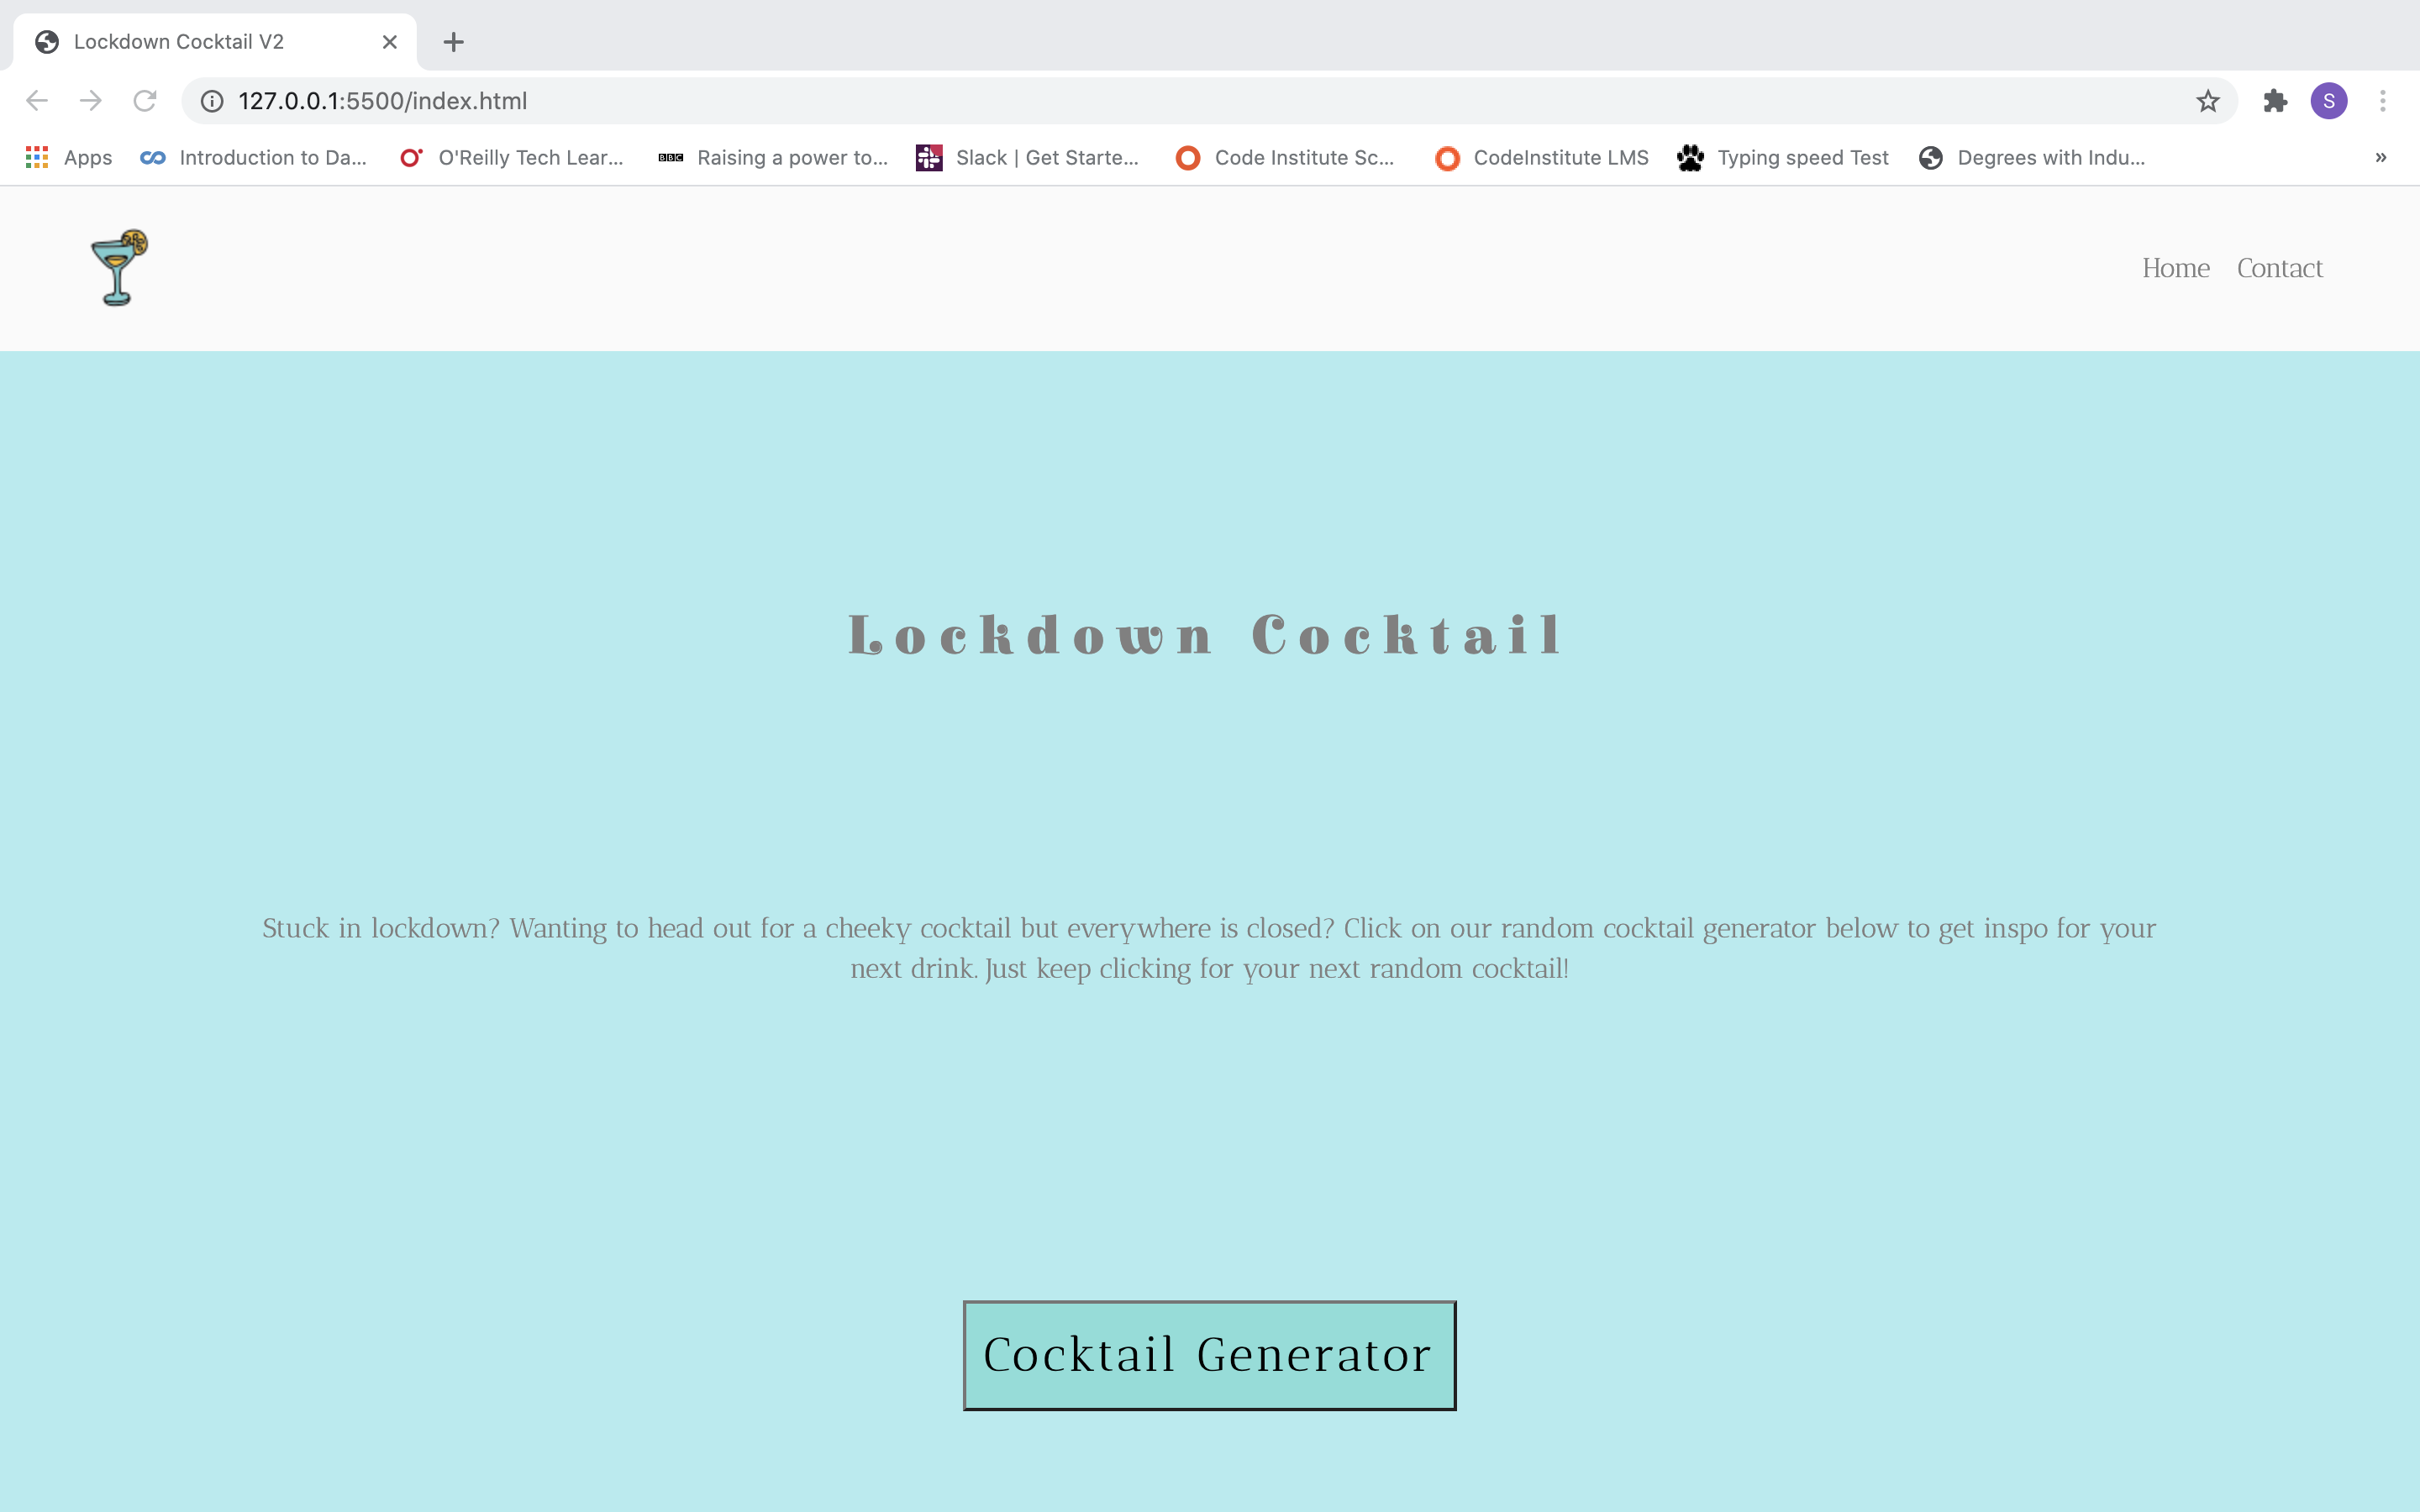 Lockdown Cocktail V2
127.0.0.1:5500/index.html
S
Apps
Introduction to Da...
O'Reilly Tech Lear...
BBC
Raising a power to...
Slack | Get Starte...
Code Institute Sc...
CodeInstitute LMS
Typing speed Test
Degrees with Indu...
»
Home Contact
Lockdown Cocktail
Stuck in lockdown? Wanting to head out for a cheeky cocktail but everywhere is closed? Click on our random cocktail generator below to get inspo for your
next drink. Just keep clicking for your next random cocktail!
Cocktail Generator